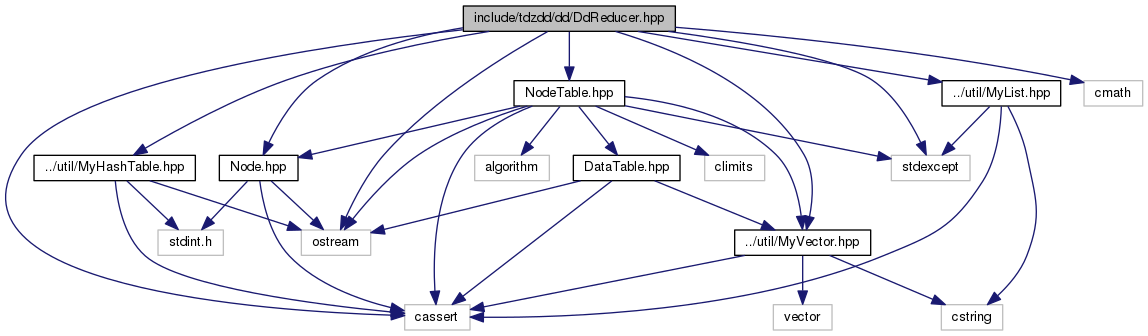 include/tdzdd/dd/DdReducer.hpp
NodeTable.hpp
../util/MyList.hpp
cmath
../util/MyHashTable.hpp
Node.hpp
algorithm
DataTable.hpp
climits
stdexcept
stdint.h
ostream
../util/MyVector.hpp
cassert
vector
cstring